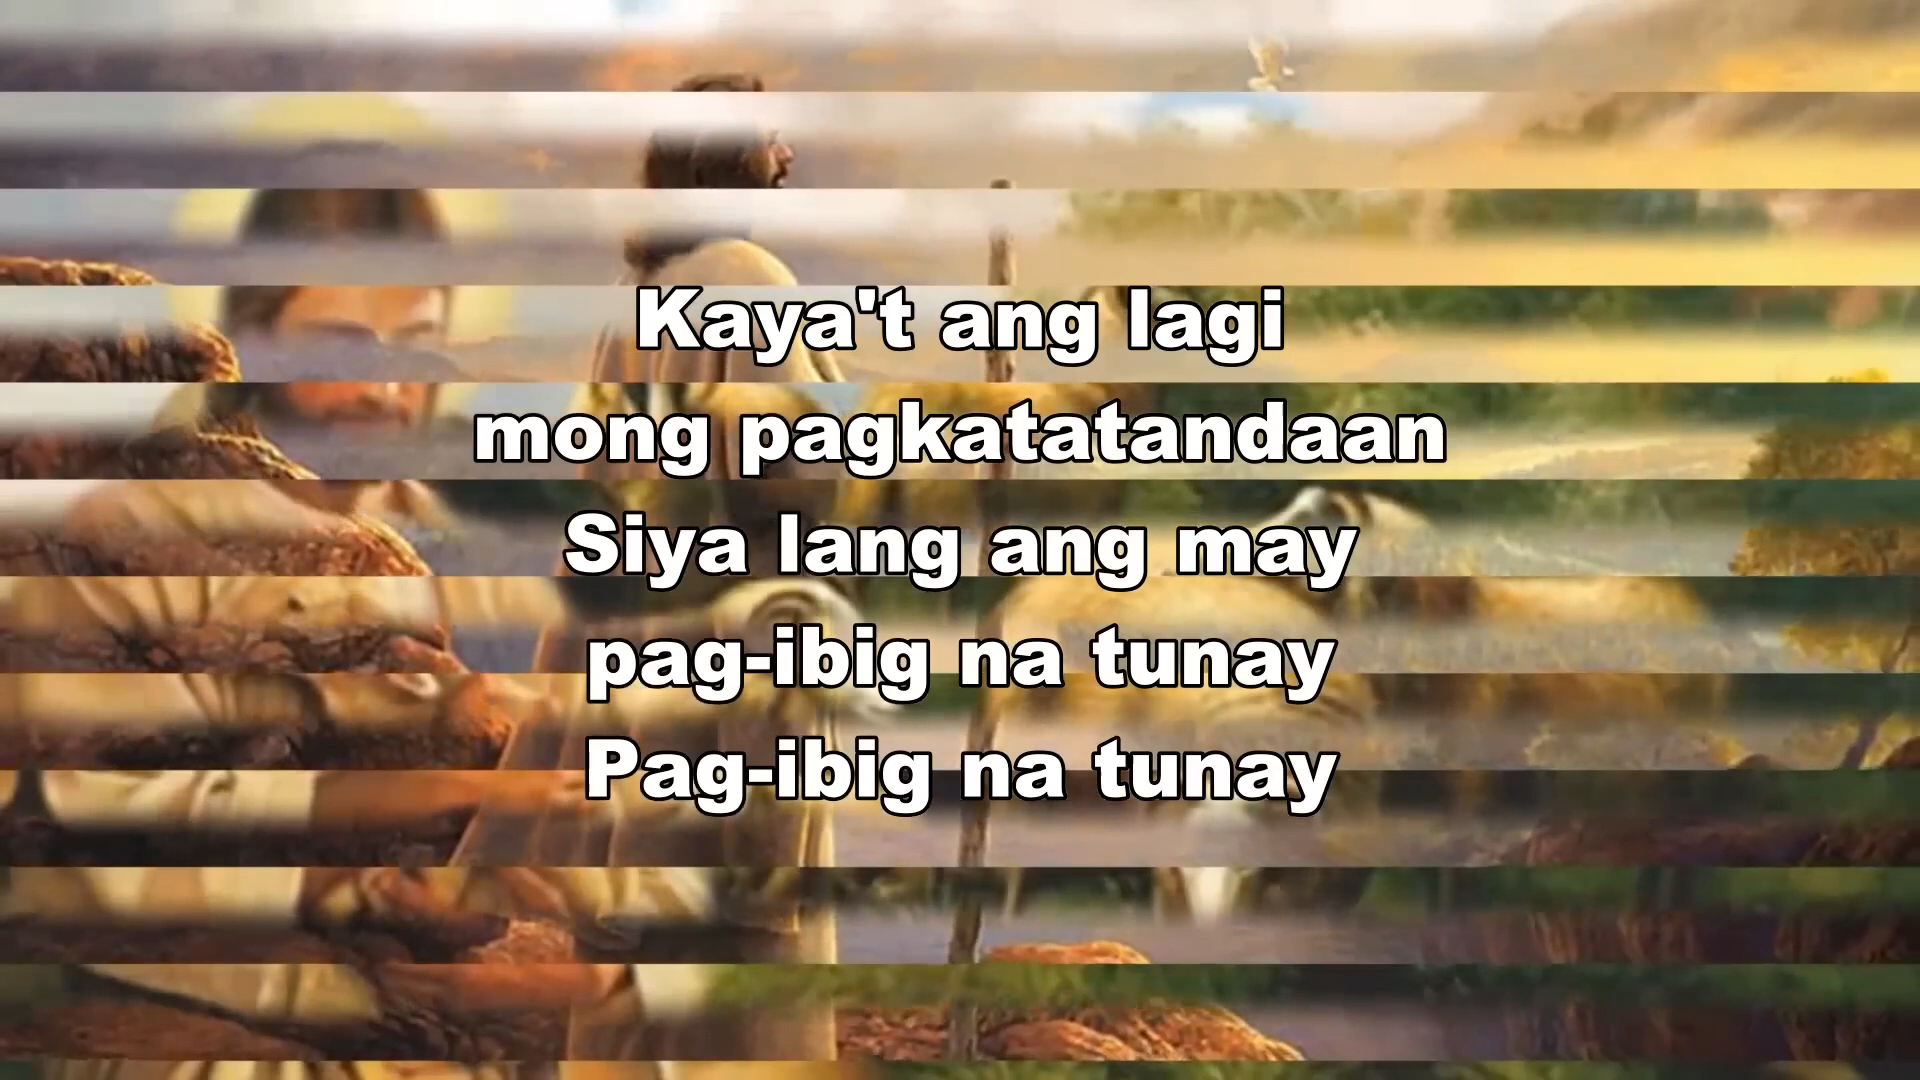 Kaya't ang lagi
mong pagkatatandaan
Siya lang ang may
pag-ibig na tunay
Pag-ibig na tunay